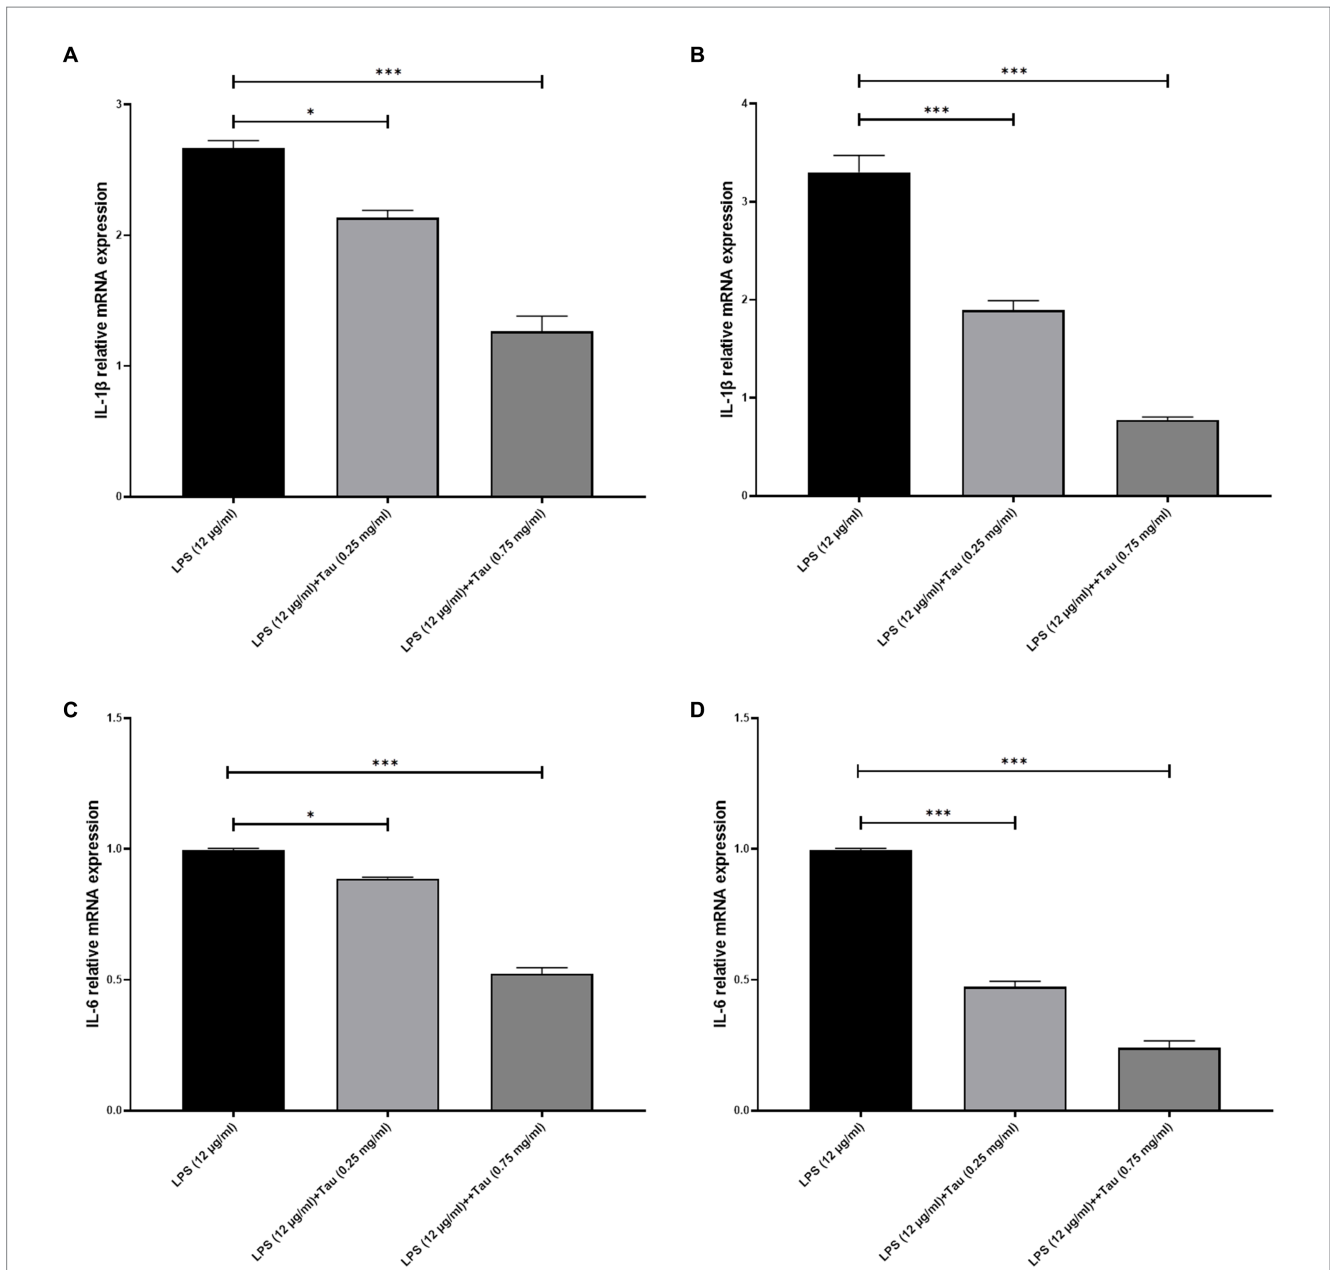 A
***
*
3
2
1
0
IL-1β relative mRNA expression
LPS (12 µg/ml)
LPS (12 µg/ml)+Tau (0.25 mg/ml)
LPS (12 µg/ml)++Tau (0.75 mg/ml)
B
***
***
4
3
2
1
0
IL-1β relative mRNA expression
LPS (12 µg/ml)
LPS (12 µg/ml)+Tau (0.25 mg/ml)
LPS (12 µg/ml)++Tau (0.75 mg/ml)
C
1.5
***
*
1.0
0.5
0.0
IL-6 relative mRNA expression
LPS (12 µg/ml)
LPS (12 µg/ml)+Tau (0.25 mg/ml)
LPS (12 µg/ml)++Tau (0.75 mg/ml)
D
1.5
***
***
1.0
0.5
0.0
IL-6 relative mRNA expression
LPS (12 µg/ml)
LPS (12 µg/ml)+Tau (0.25 mg/ml)
LPS (12 µg/ml)++Tau (0.75 mg/ml)